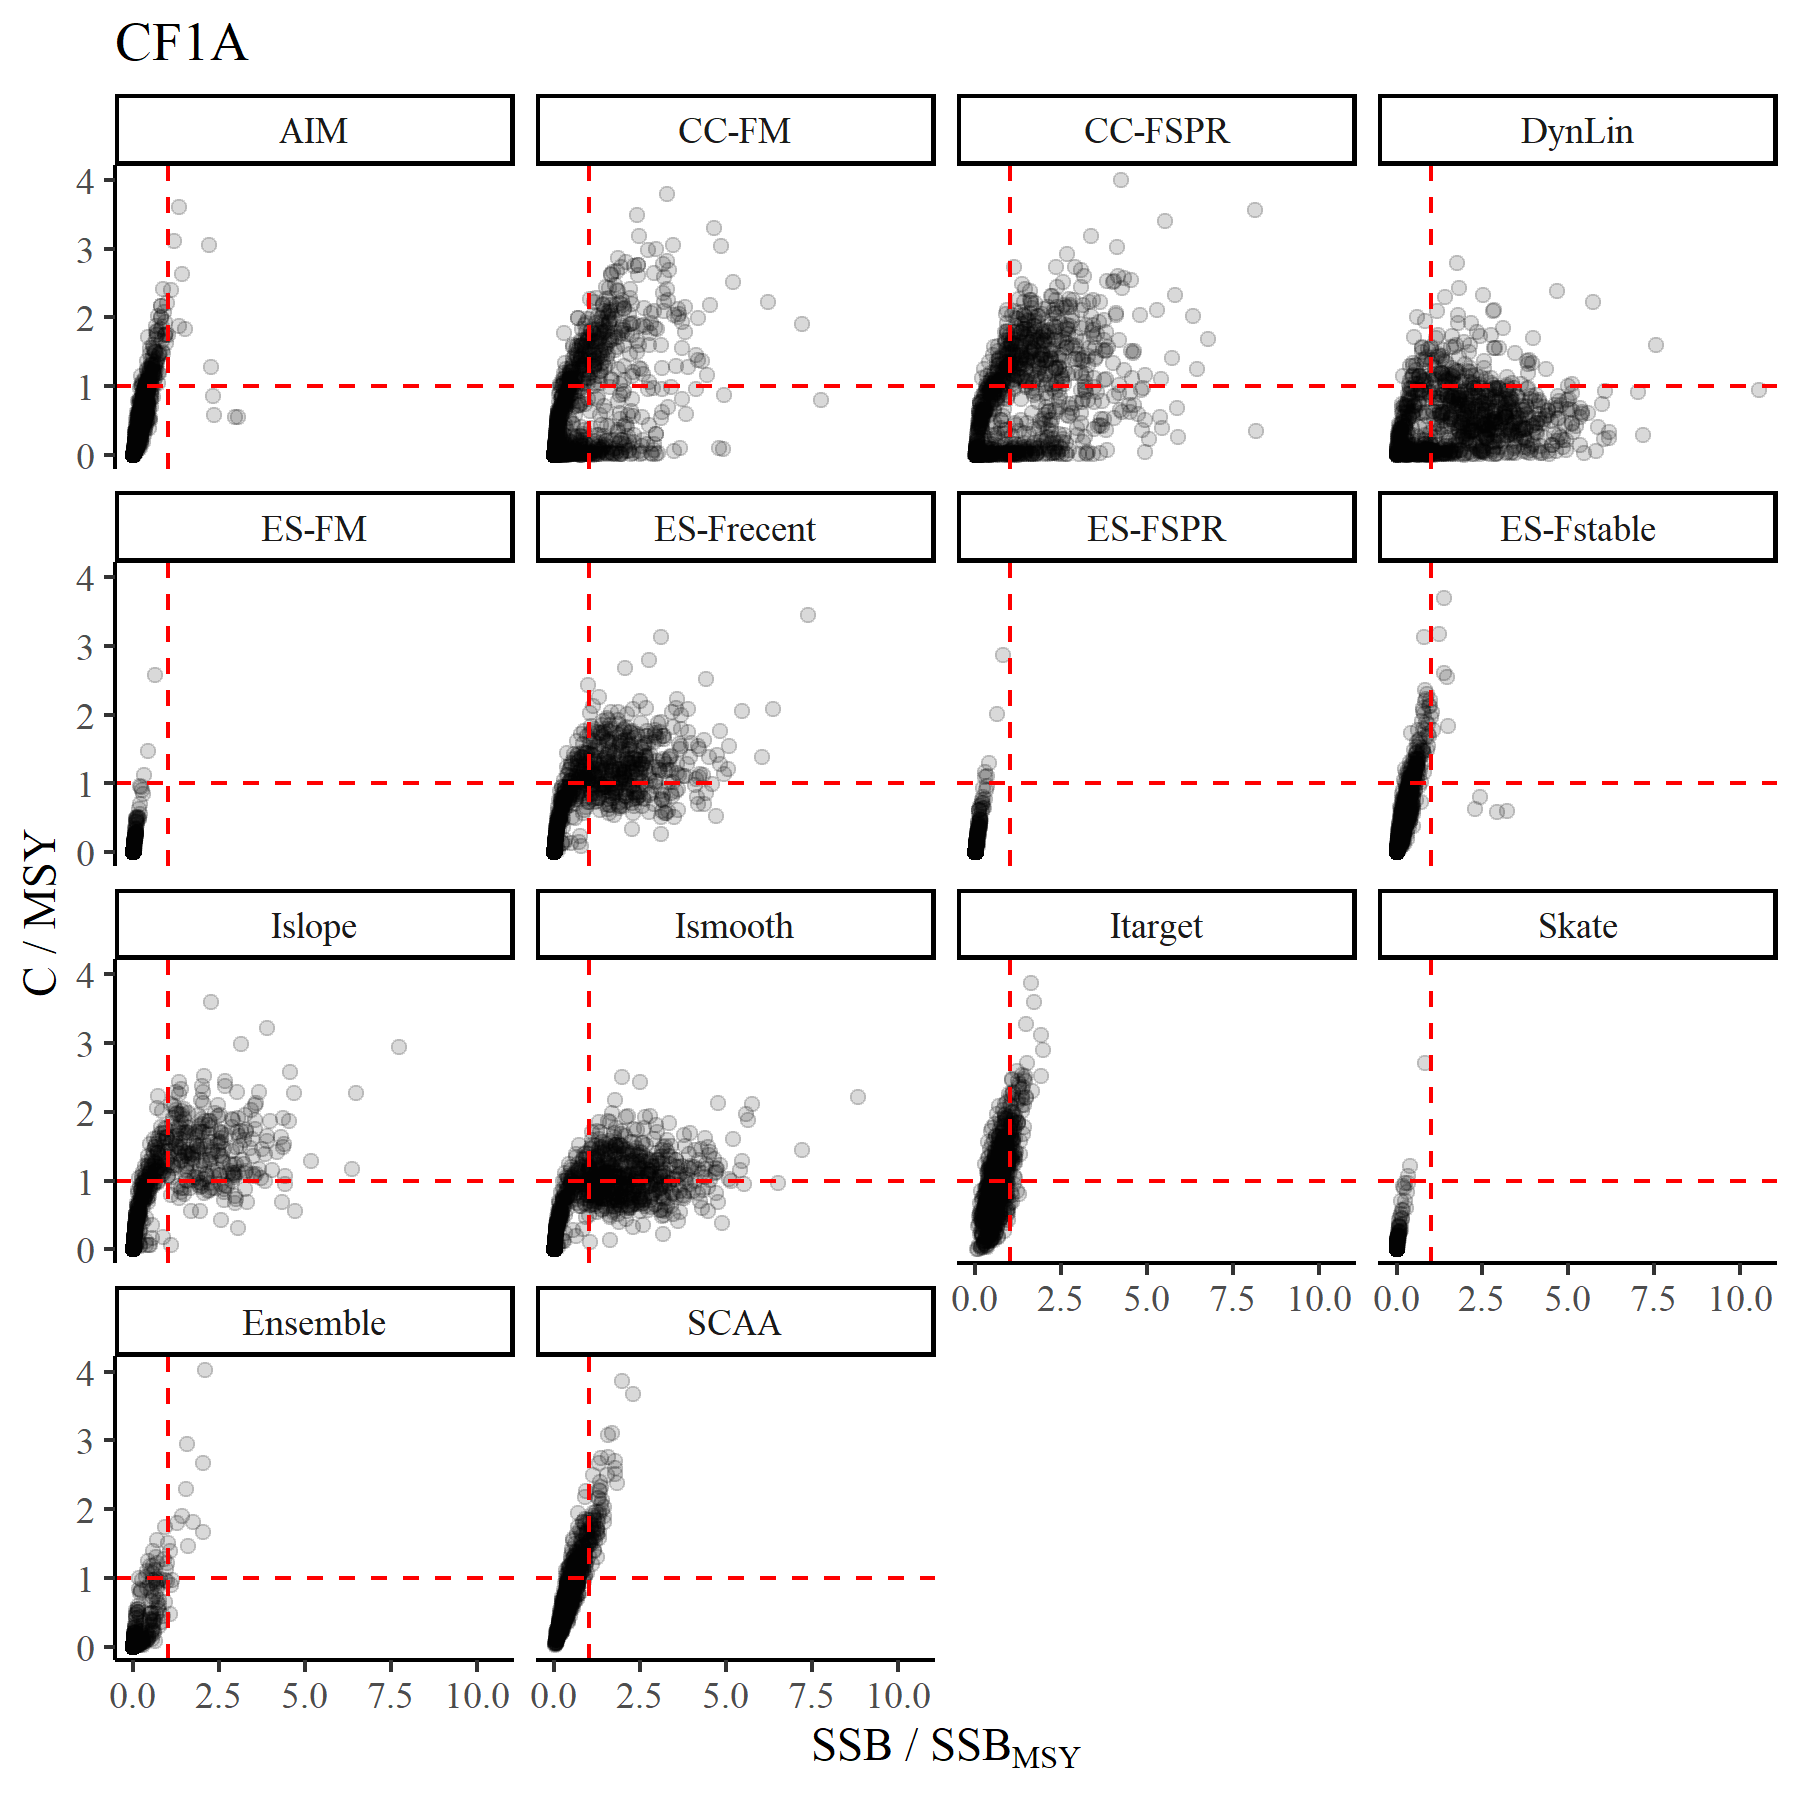 CF1A
AIM
CC-FM
CC-FSPR
DynLin
4
3
2
1
0
ES-FM
ES-Frecent
ES-FSPR
ES-Fstable
4
3
2
1
0
C / MSY
Islope
Ismooth
Itarget
Skate
4
3
2
1
0
0.0 2.5 5.0 7.5 10.0
0.0 2.5 5.0 7.5 10.0
Ensemble
SCAA
4
3
2
1
0
0.0 2.5 5.0 7.5 10.0
0.0 2.5 5.0 7.5 10.0
SSB / SSB_MSY